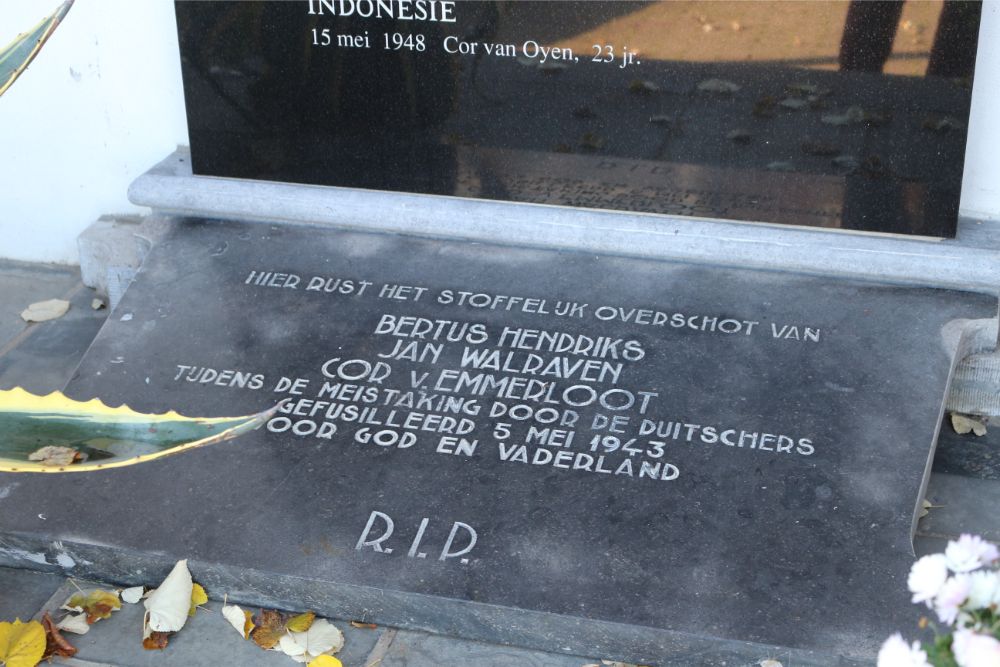 INDONESIE
15 mei 1948 Cor van Oyen, 23 jr.
HIER RUST HET STOFFELIJK OVERSCHOT VAN
BERTUS HENDRIKS
JAN WALRAVEN
COR v. EMMERLOOT
TIJDENS DE MEISTAKING DOOR DE DUITSCHERS
GEFUSILLEERD 5 MEI 1943
VOOR GOD EN VADERLAND
R.I.P.